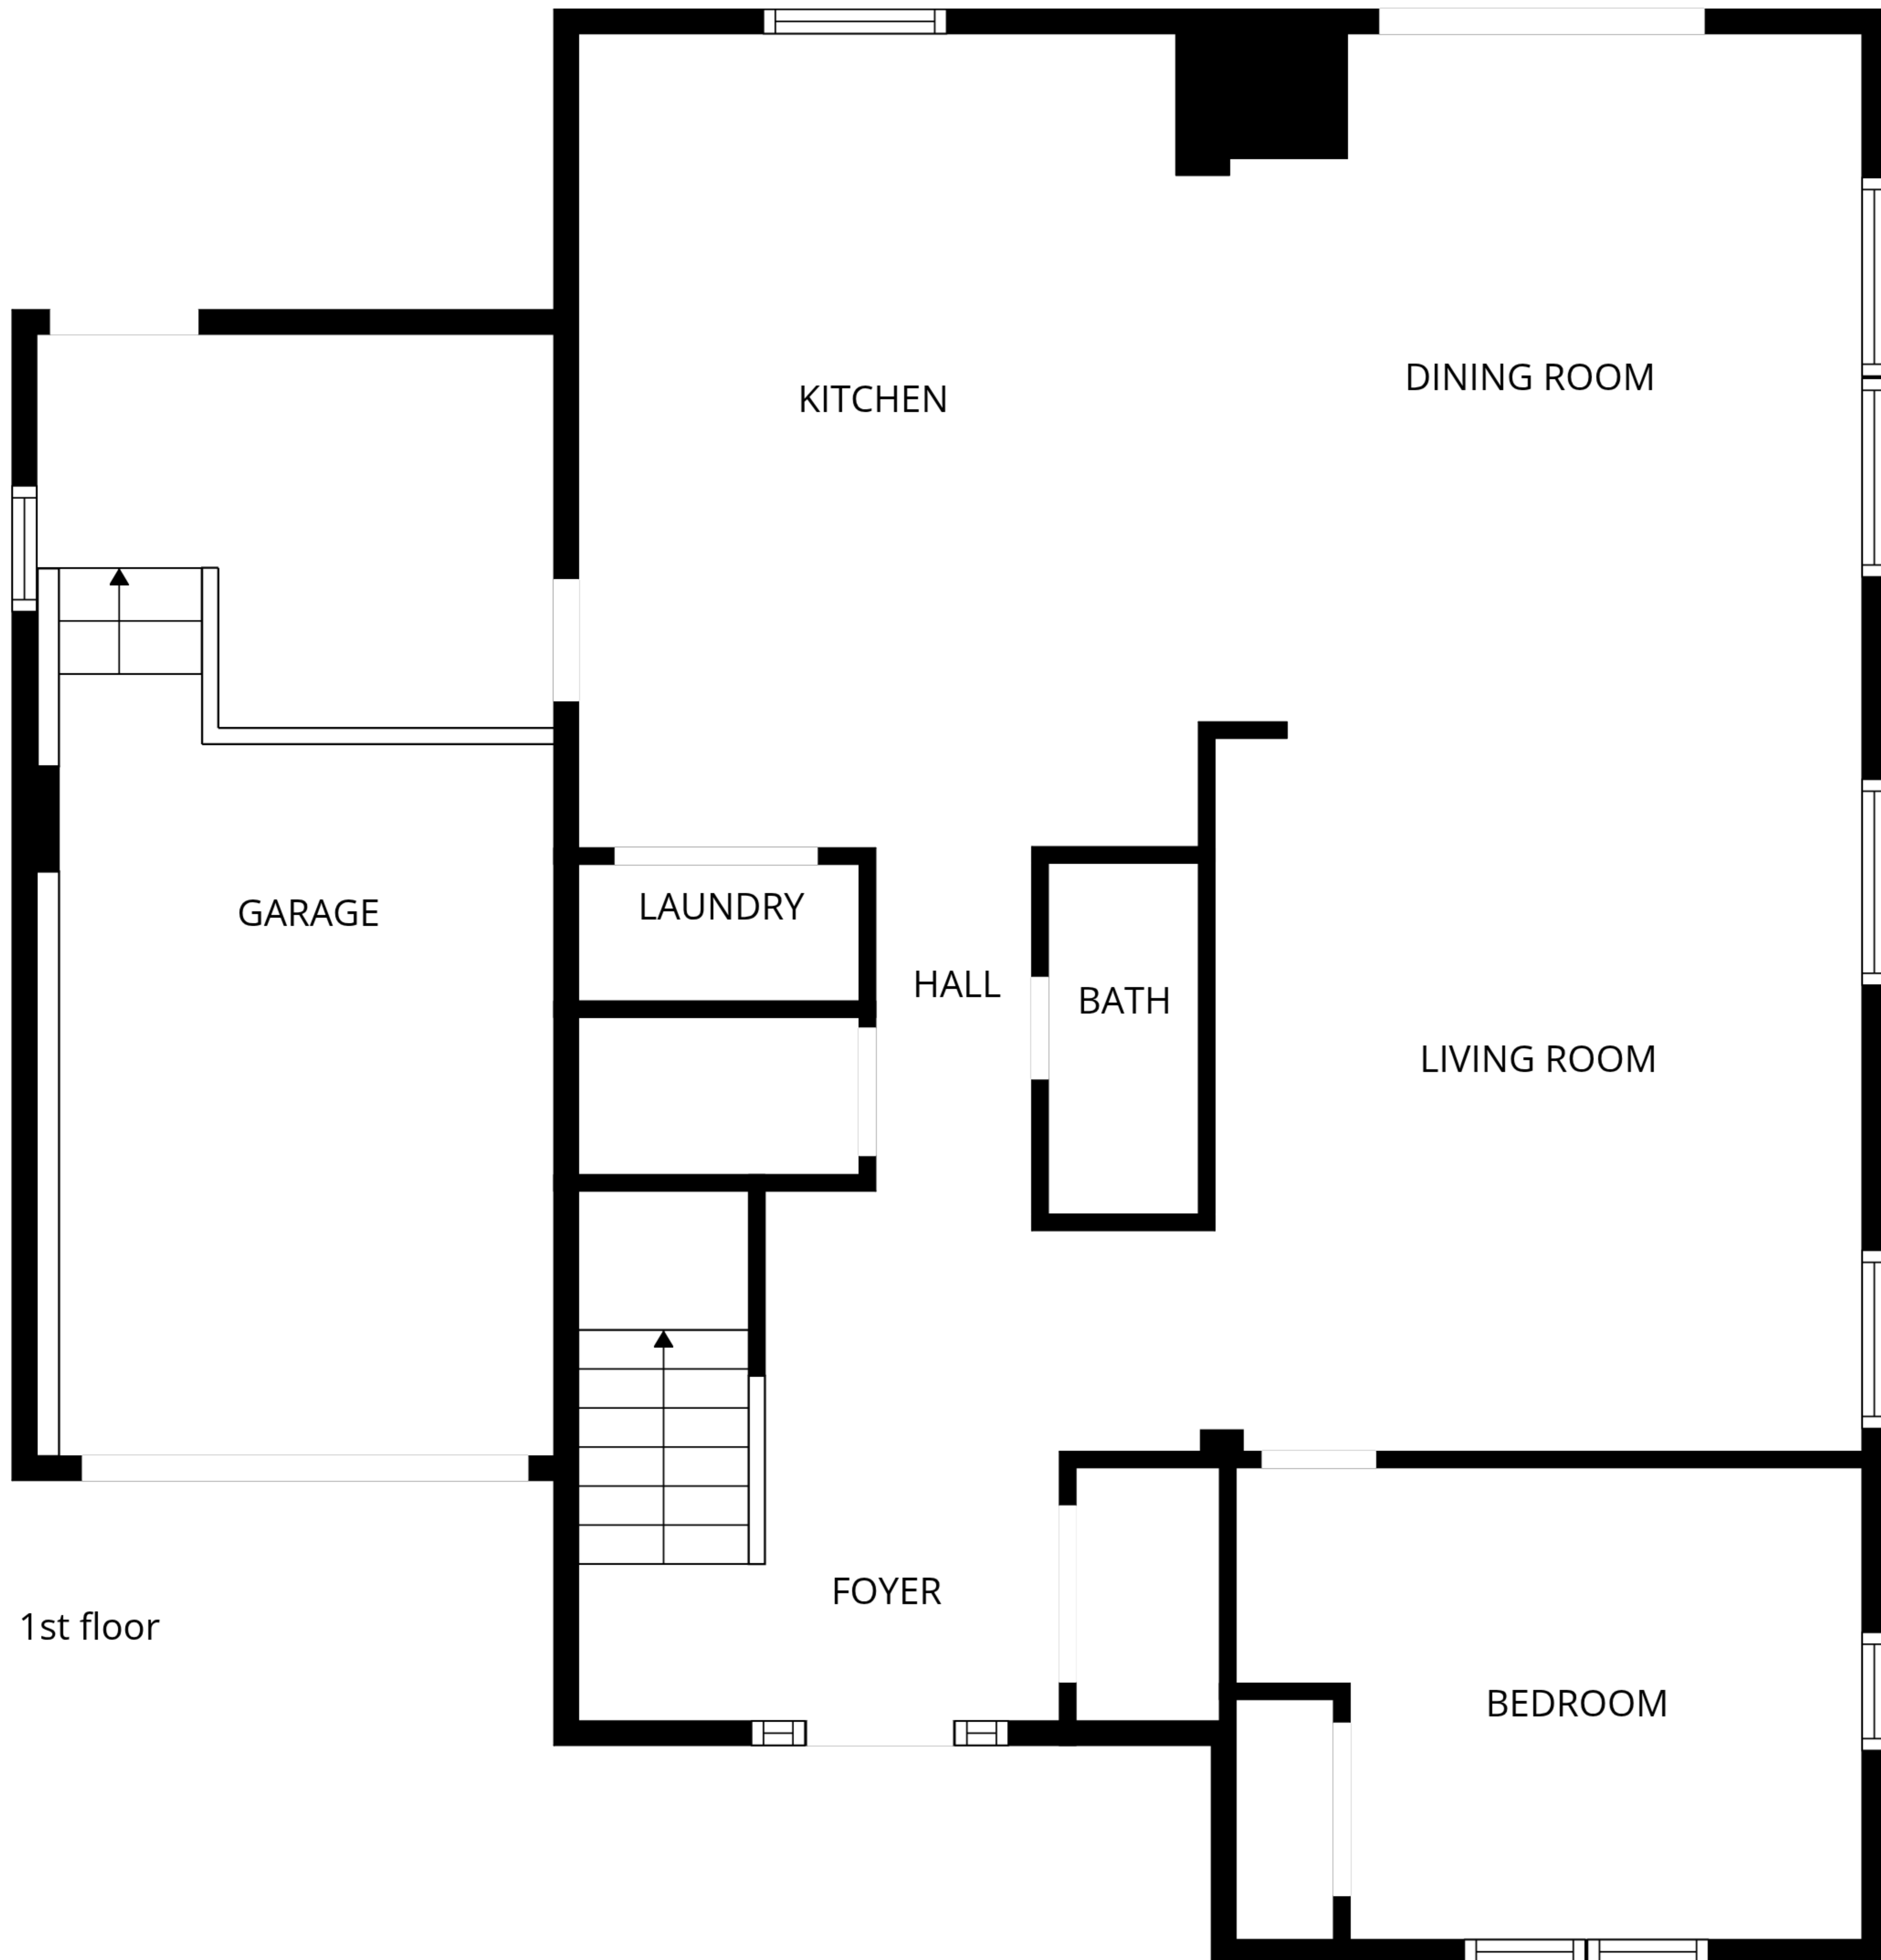 DINING ROOM
KITCHEN
LAUNDRY
GARAGE
HALL
BATH
LIVING ROOM
FOYER
1st floor
BEDROOM